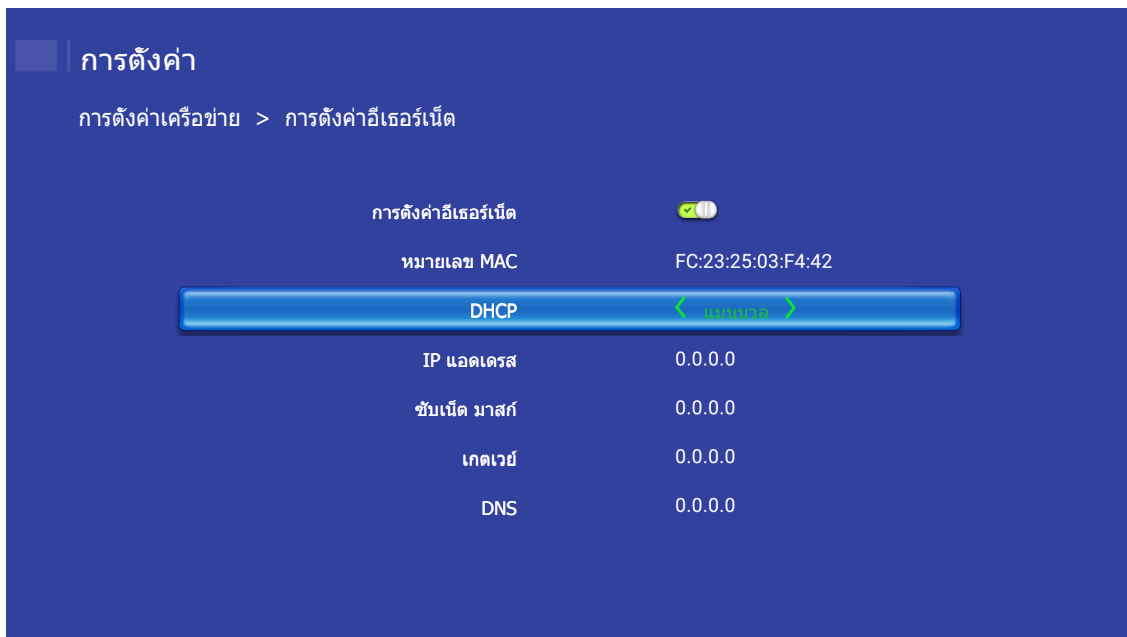 การตั้งค่า
การตั้งค่าเครือข่าย > การตั้งค่าอีเธอร์เน็ต
การตั้งค่าอีเธอร์เน็ต
หมายเลข MAC FC:23:25:03:F4:42
DHCP แมนนวล
IP แอดเดรส 0.0.0.0
ซับเน็ต มาสก์ 0.0.0.0
เกตเวย์ 0.0.0.0
DNS 0.0.0.0